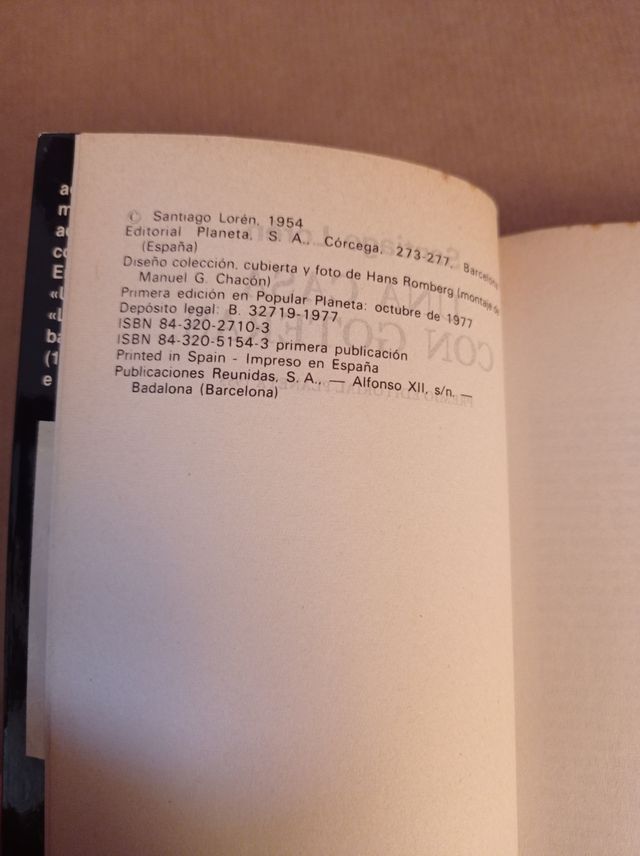 © Santiago Lorén, 1954
Editorial Planeta, S. A., Córcega, 273-277, Barcelona
(España)
Diseño colección, cubierta y foto de Hans Romberg (montaje de
Manuel G. Chacón)
Primera edición en Popular Planeta: octubre de 1977
Depósito legal: B. 32719-1977
ISBN 84-320-2710-3
ISBN 84-320-5154-3 primera publicación
Printed in Spain - Impreso en España
Publicaciones Reunidas, S. A., — Alfonso XII, s/n. —
Badalona (Barcelona)